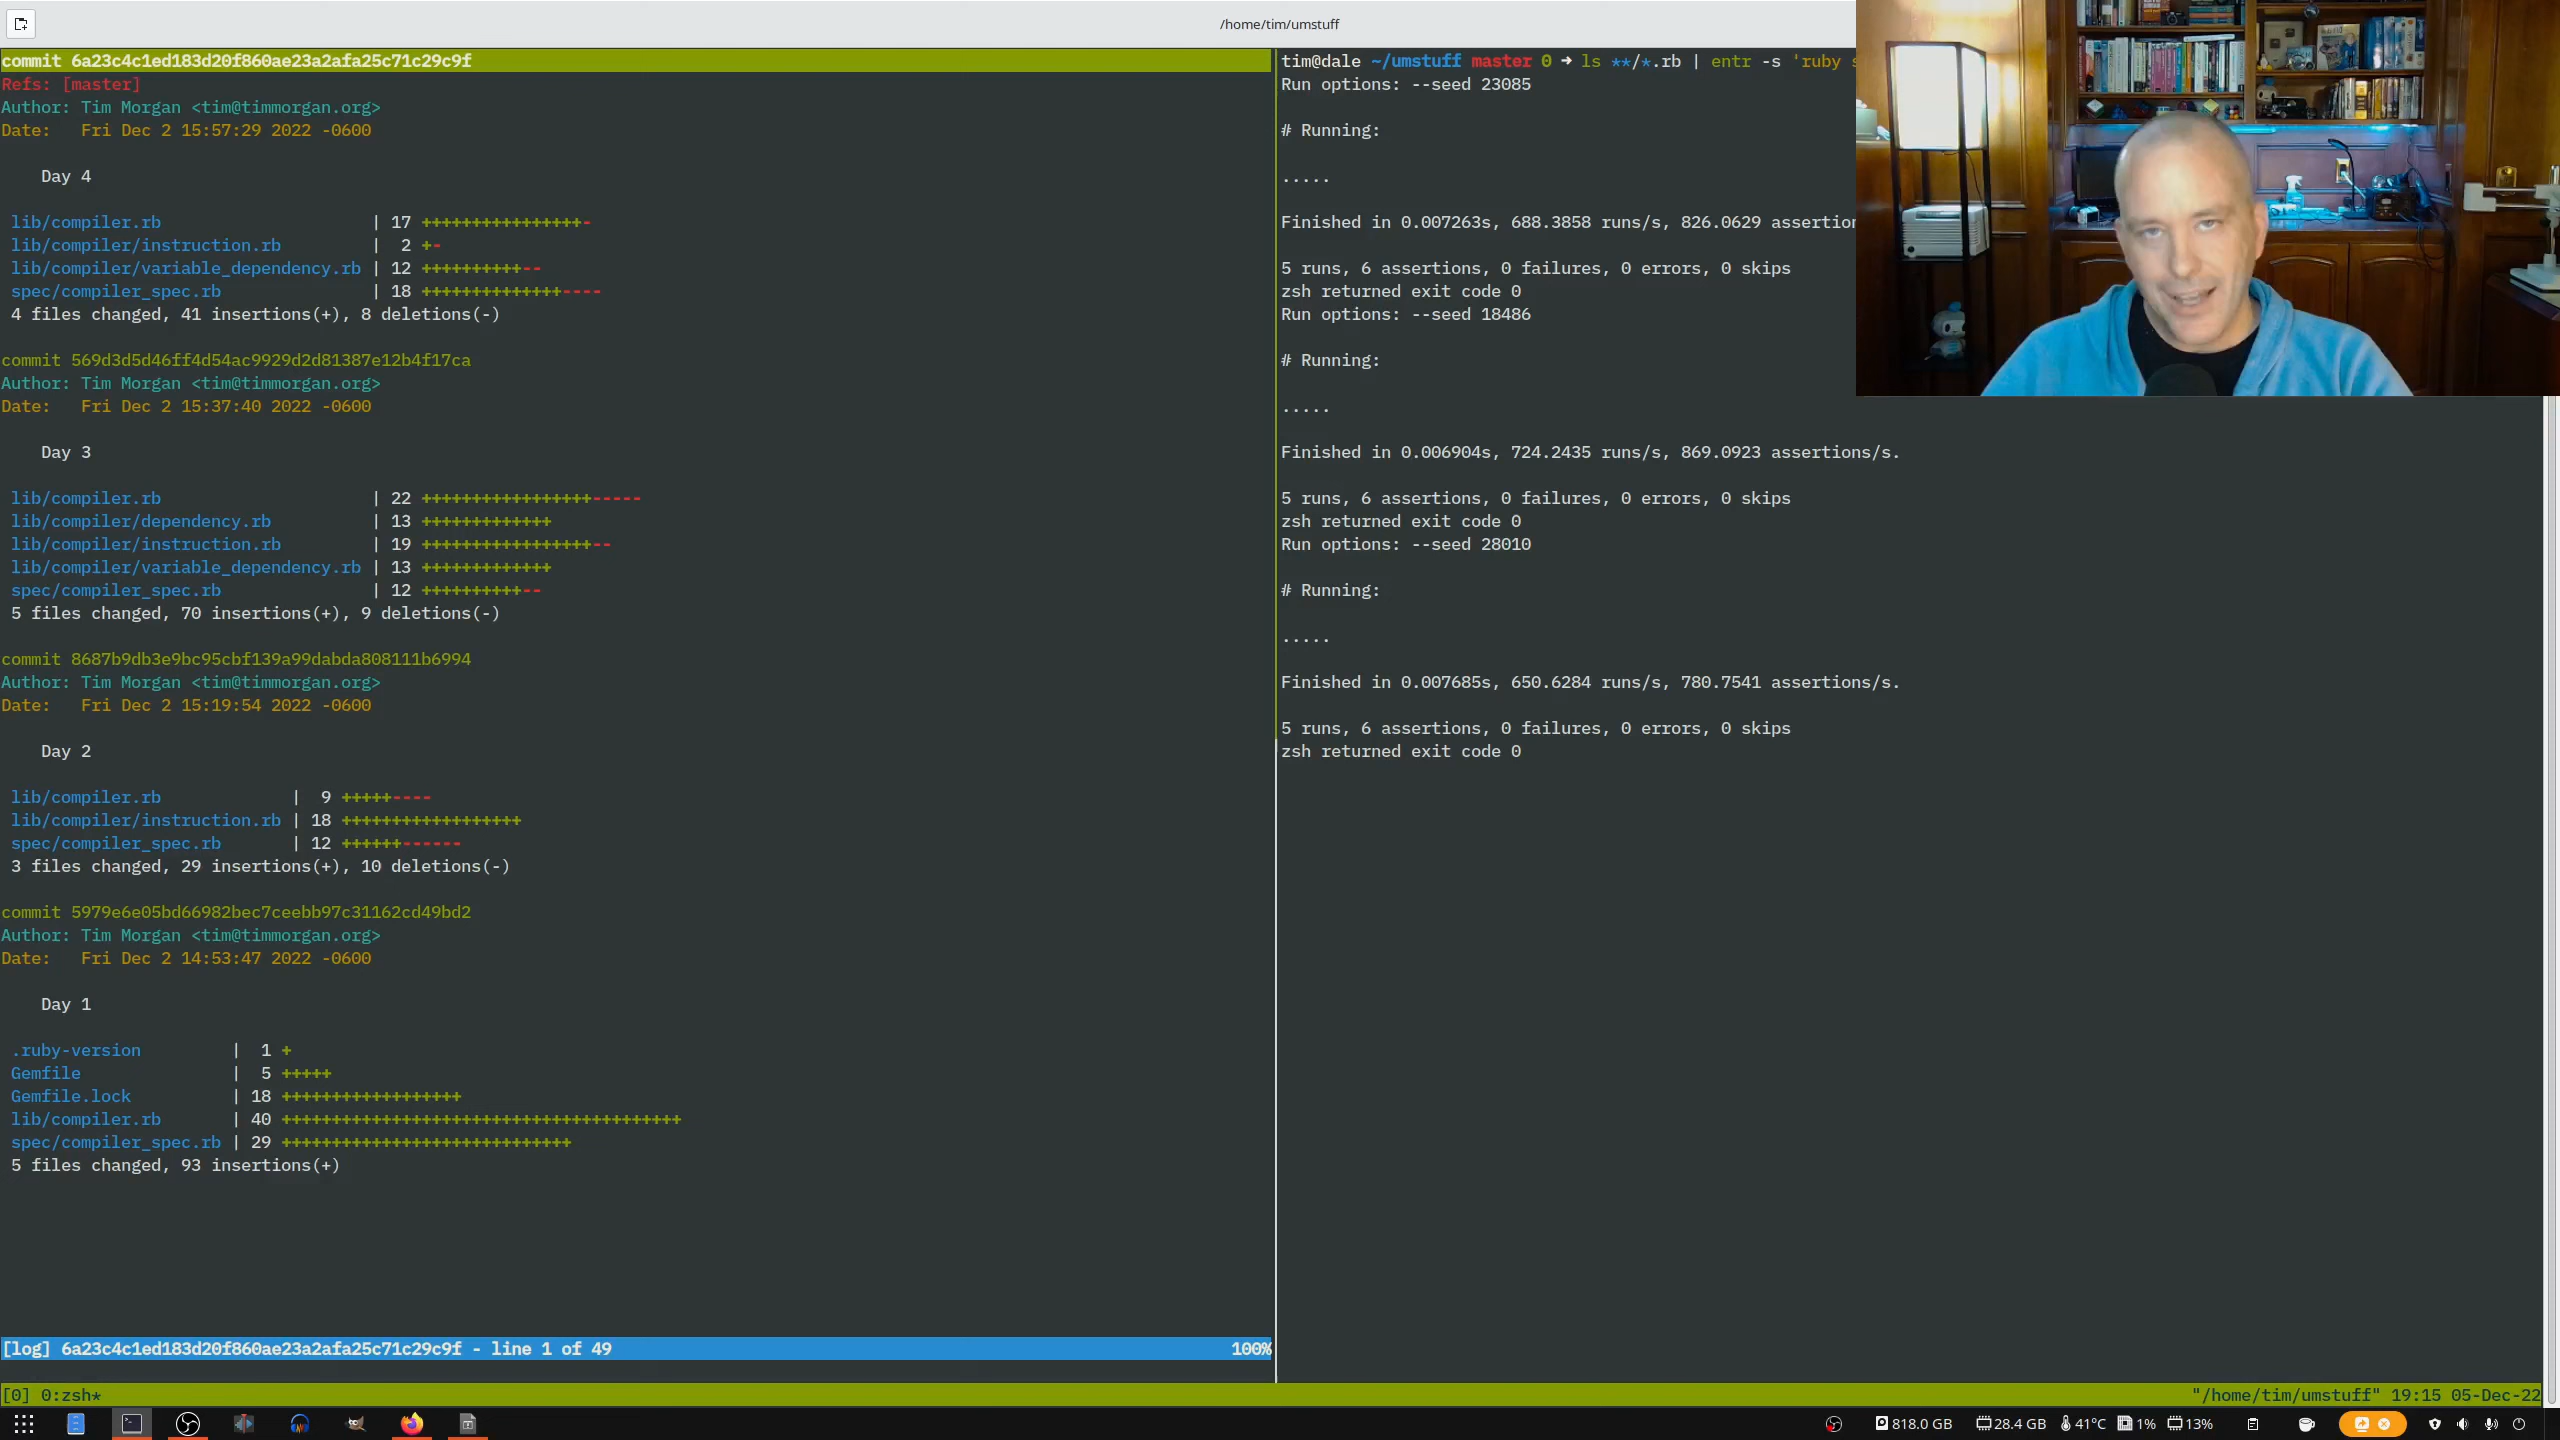 /home/tim/umstuff
commit 6a23c4c1ed183d20f860ae23a2afa25c71c29c9f
Refs: [master]
Author: Tim Morgan <tim@timmorgan.org>
Date:   Fri Dec 2 15:57:29 2022 -0600
Day 4
lib/compiler.rb                     | 17 ++++++++++++++++-
lib/compiler/instruction.rb         |  2 +-
lib/compiler/variable_dependency.rb | 12 ++++++++++--
spec/compiler_spec.rb               | 18 ++++++++++++++----
4 files changed, 41 insertions(+), 8 deletions(-)
commit 569d3d5d46ff4d54ac9929d2d81387e12b4f17ca
Author: Tim Morgan <tim@timmorgan.org>
Date:   Fri Dec 2 15:37:40 2022 -0600
Day 3
lib/compiler.rb                     | 22 +++++++++++++++++-----
lib/compiler/dependency.rb          | 13 +++++++++++++
lib/compiler/instruction.rb         | 19 +++++++++++++++++--
lib/compiler/variable_dependency.rb | 13 +++++++++++++
spec/compiler_spec.rb               | 12 ++++++++++--
5 files changed, 70 insertions(+), 9 deletions(-)
commit 8687b9db3e9bc95cbf139a99dabda808111b6994
Author: Tim Morgan <tim@timmorgan.org>
Date:   Fri Dec 2 15:19:54 2022 -0600
Day 2
lib/compiler.rb             |  9 +++++----
lib/compiler/instruction.rb | 18 ++++++++++++++++++
spec/compiler_spec.rb       | 12 ++++++------
3 files changed, 29 insertions(+), 10 deletions(-)
commit 5979e6e05bd66982bec7ceebb97c31162cd49bd2
Author: Tim Morgan <tim@timmorgan.org>
Date:   Fri Dec 2 14:53:47 2022 -0600
Day 1
.ruby-version         |  1 +
Gemfile               |  5 +++++
Gemfile.lock          | 18 ++++++++++++++++++
lib/compiler.rb       | 40 ++++++++++++++++++++++++++++++++++++++++
spec/compiler_spec.rb | 29 +++++++++++++++++++++++++++++
5 files changed, 93 insertions(+)
[log] 6a23c4c1ed183d20f860ae23a2afa25c71c29c9f - line 1 of 49 100%
tim@dale ~/umstuff master 0 ➜ ls **/*.rb | entr -s 'ruby s
Run options: --seed 23085
# Running:
.....
Finished in 0.007263s, 688.3858 runs/s, 826.0629 assertion
5 runs, 6 assertions, 0 failures, 0 errors, 0 skips
zsh returned exit code 0
Run options: --seed 18486
# Running:
.....
Finished in 0.006904s, 724.2435 runs/s, 869.0923 assertions/s.
5 runs, 6 assertions, 0 failures, 0 errors, 0 skips
zsh returned exit code 0
Run options: --seed 28010
# Running:
.....
Finished in 0.007685s, 650.6284 runs/s, 780.7541 assertions/s.
5 runs, 6 assertions, 0 failures, 0 errors, 0 skips
zsh returned exit code 0
[0] 0:zsh* "/home/tim/umstuff" 19:15 05-Dec-22
818.0 GB 28.4 GB 41°C 1% 13%